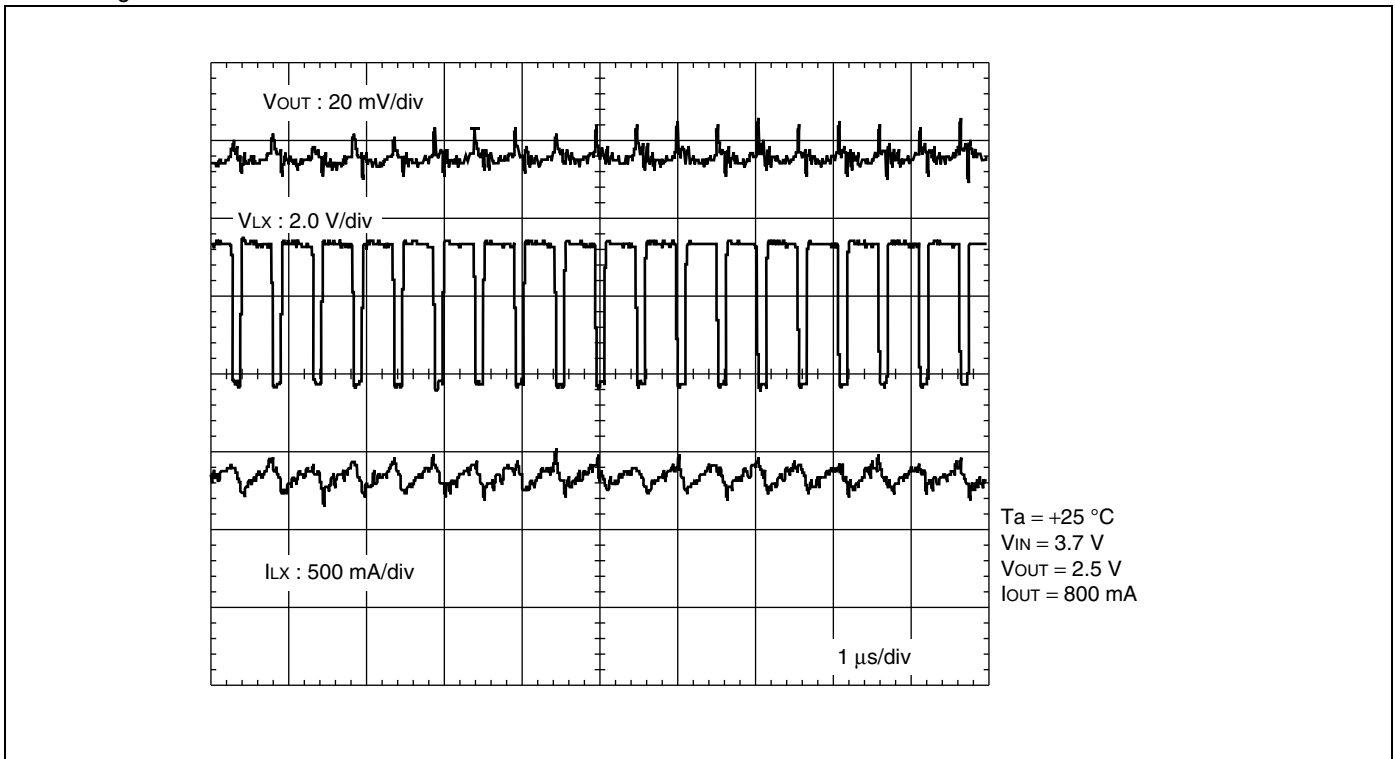 VOUT : 20 mV/div
VLX : 2.0 V/div
ILX : 500 mA/div
1 μs/div
Ta = +25 °C
VIN = 3.7 V
VOUT = 2.5 V
IOUT = 800 mA